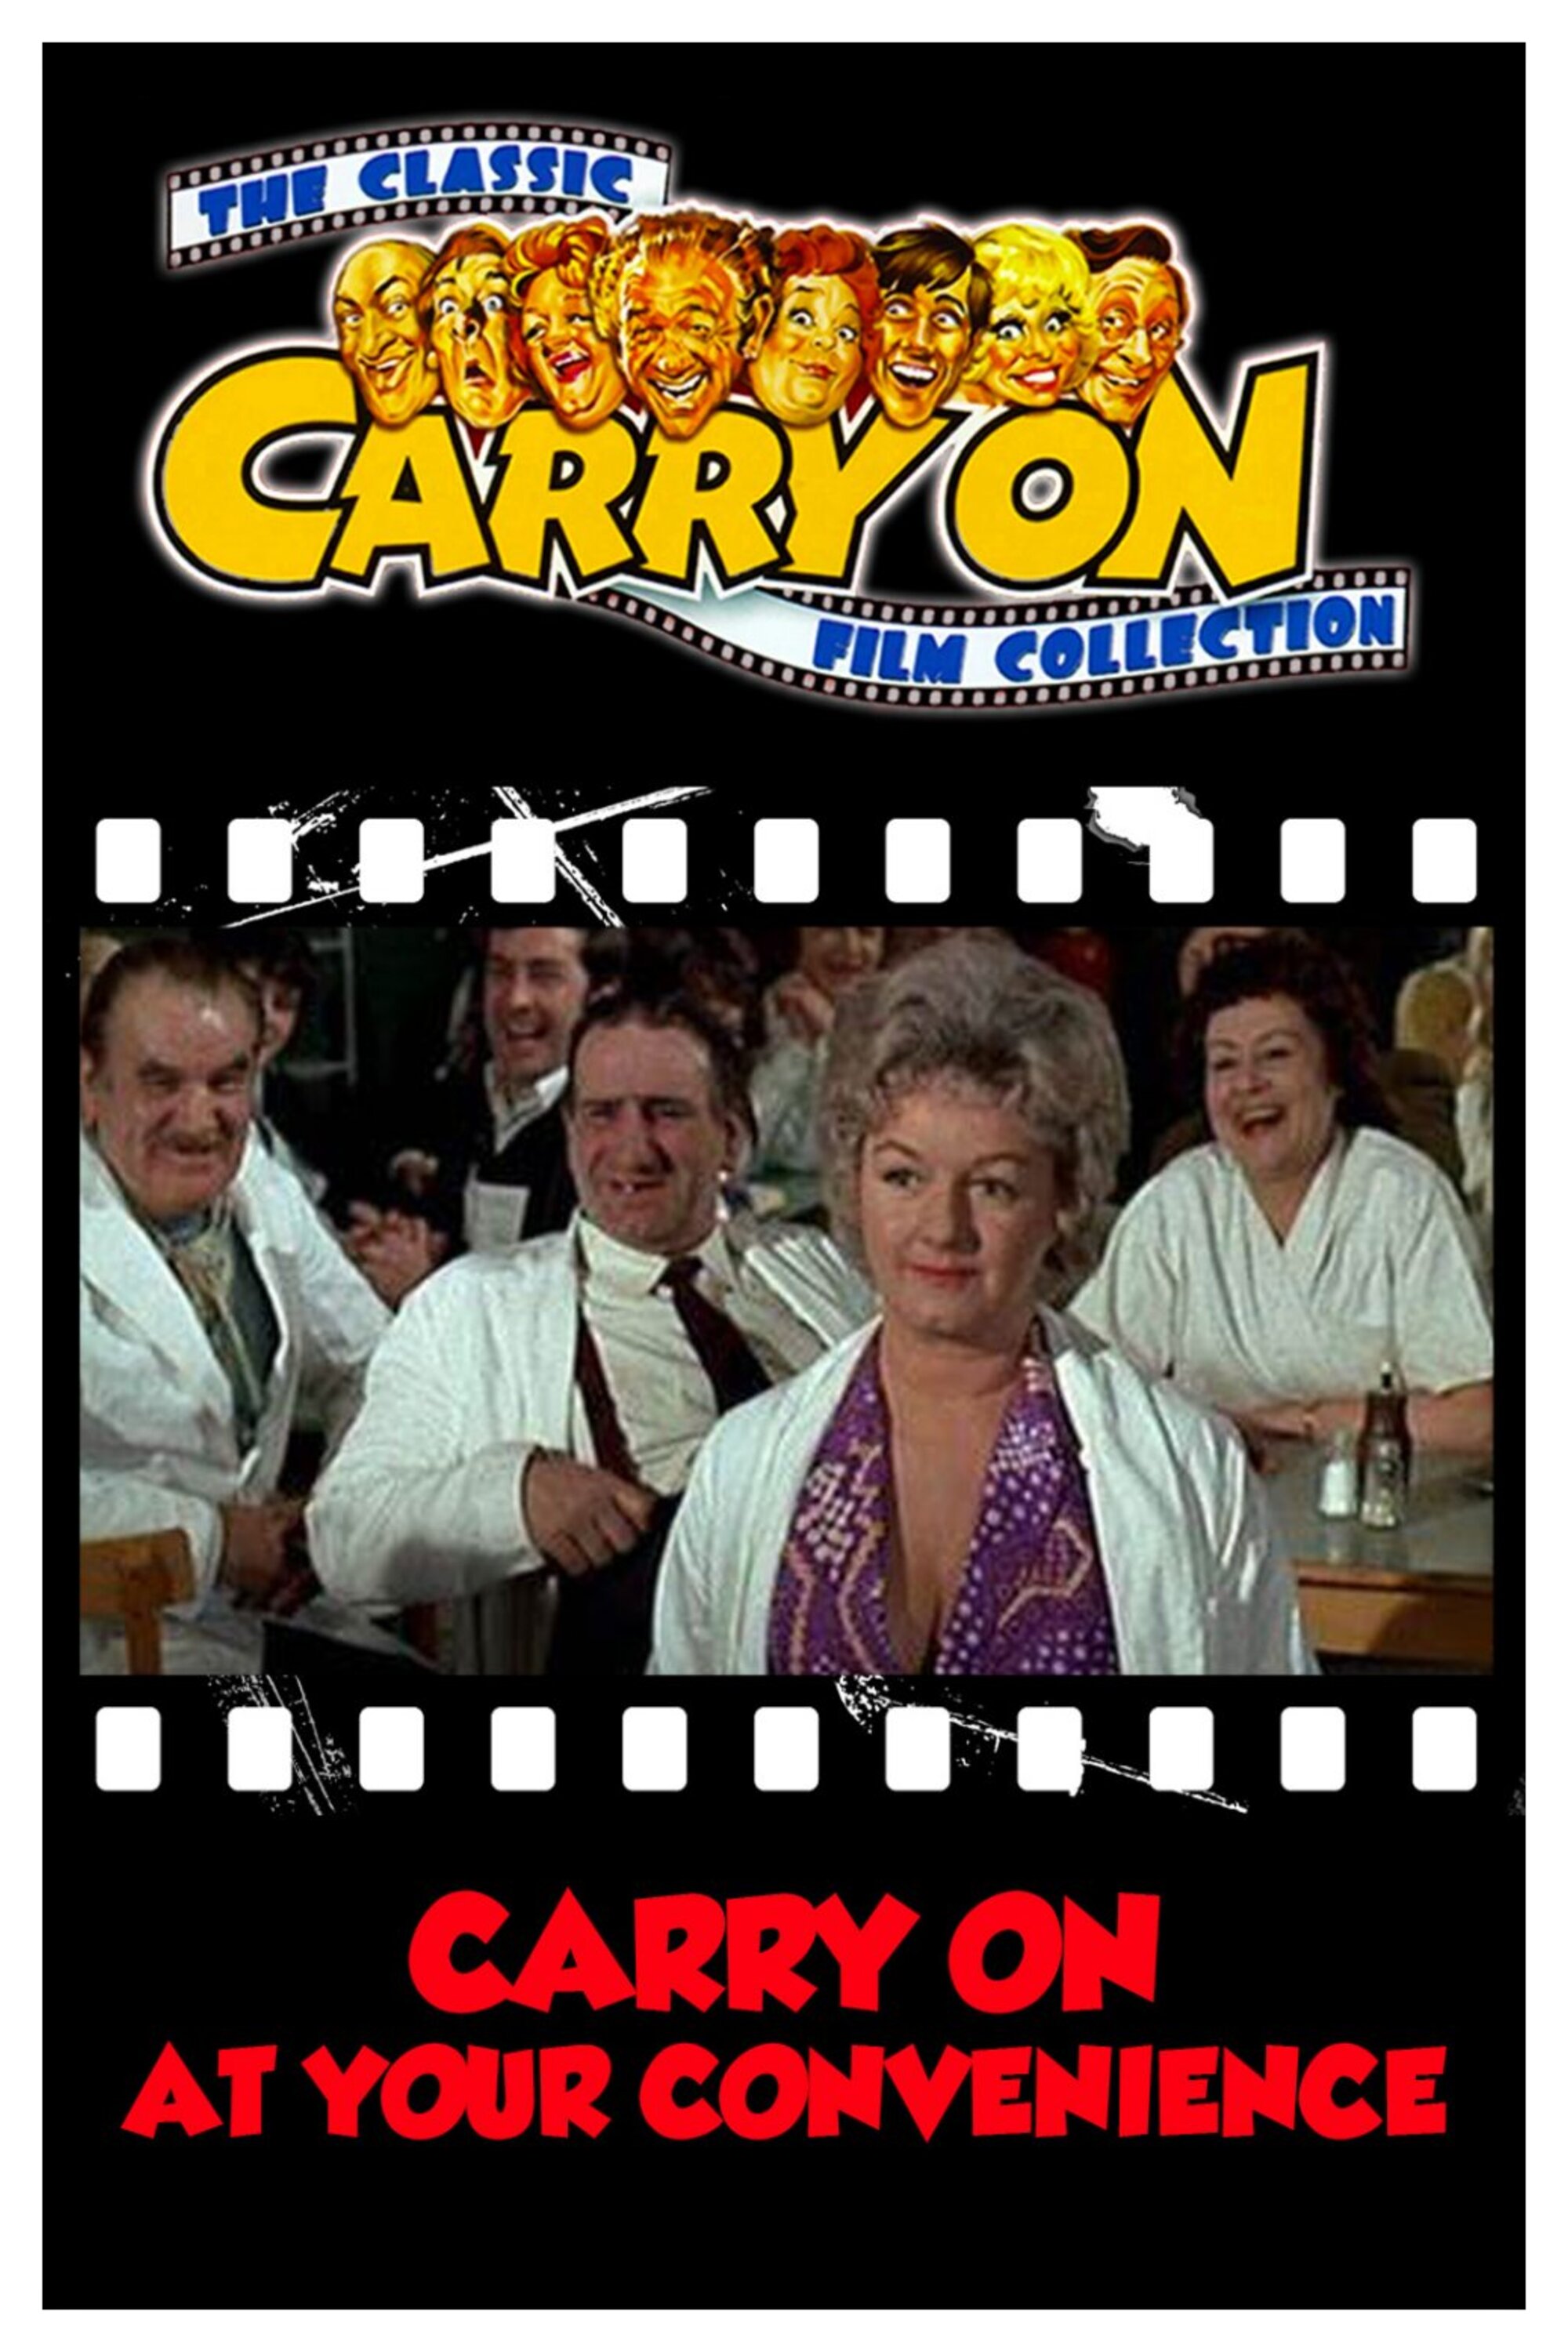 THE CLASSIC
CARRY ON
FILM COLLECTION
CARRY ON
AT YOUR CONVENIENCE